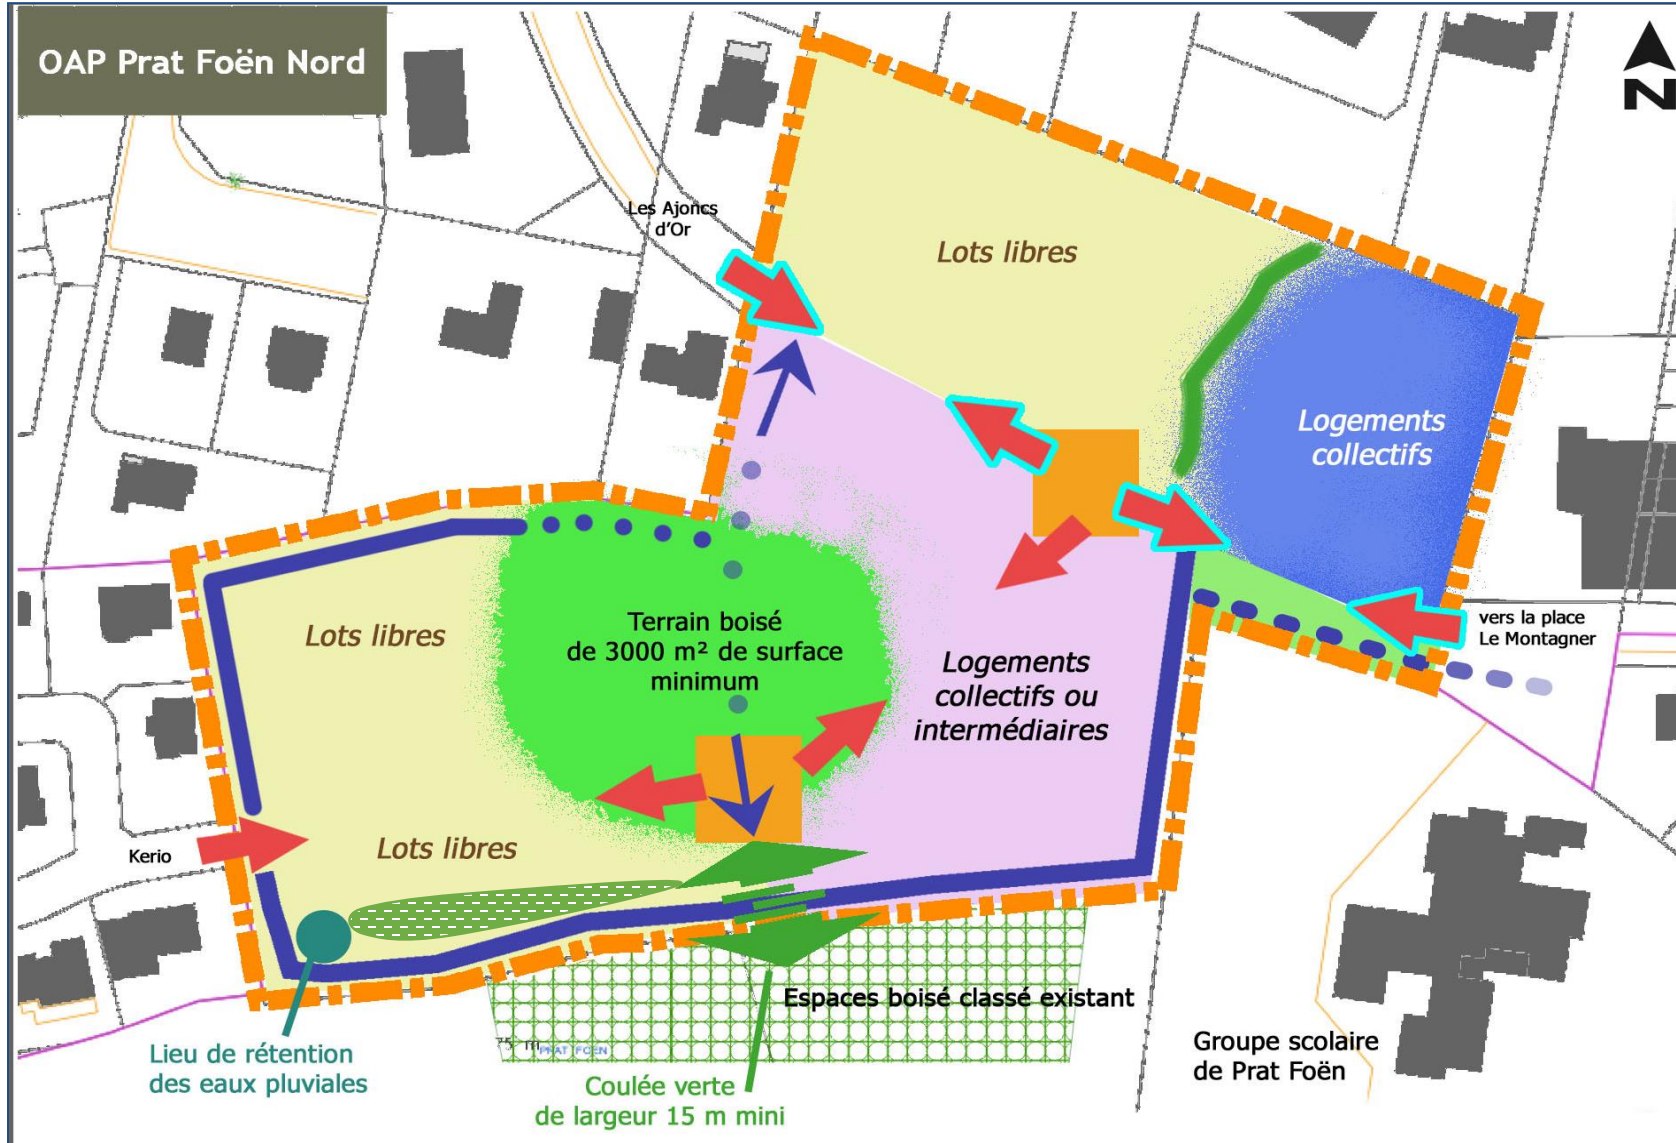 OAP Prat Foën Nord
N
Les Ajoncs
d'Or
Lots libres
Logements
collectifs
vers la place
Le Montagner
Lots libres
Terrain boisé
de 3000 m² de surface
minimum
Logements
collectifs ou
intermédiaires
Lots libres
Kerio
Espaces boisé classé existant
PRAT FOËN
Groupe scolaire
de Prat Foën
Lieu de rétention
des eaux pluviales
Coulée verte
de largeur 15 m mini